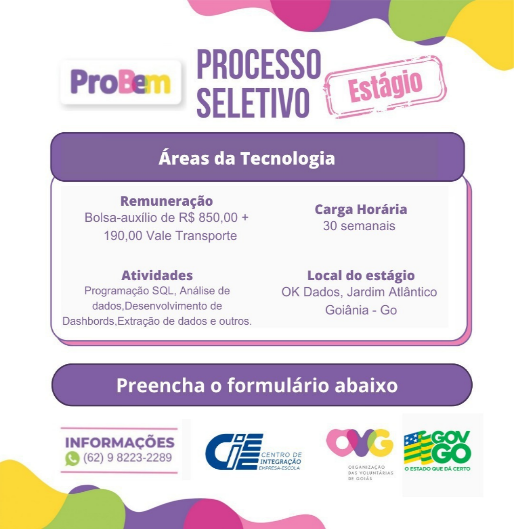 ProBem
PROCESSO
SELETIVO
Estágio
Áreas da Tecnologia
Remuneração
Bolsa-auxílio de R$ 850,00 +
190,00 Vale Transporte
Carga Horária
30 semanais
Atividades
Programação SQL, Análise de
dados,Desenvolvimento de
Dashbords,Extração de dados e outros.
Local do estágio
OK Dados, Jardim Atlântico
Goiânia - Go
Preencha o formulário abaixo
INFORMAÇÕES
(62) 9 8223-2289
CIEE
CENTRO DE
INTEGRAÇÃO
EMPRESA-ESCOLA
OVG
ORGANIZAÇÃO
DAS VOLUNTÁRIAS
DE GOIÁS
GOV
GO
O ESTADO QUE DÁ CERTO